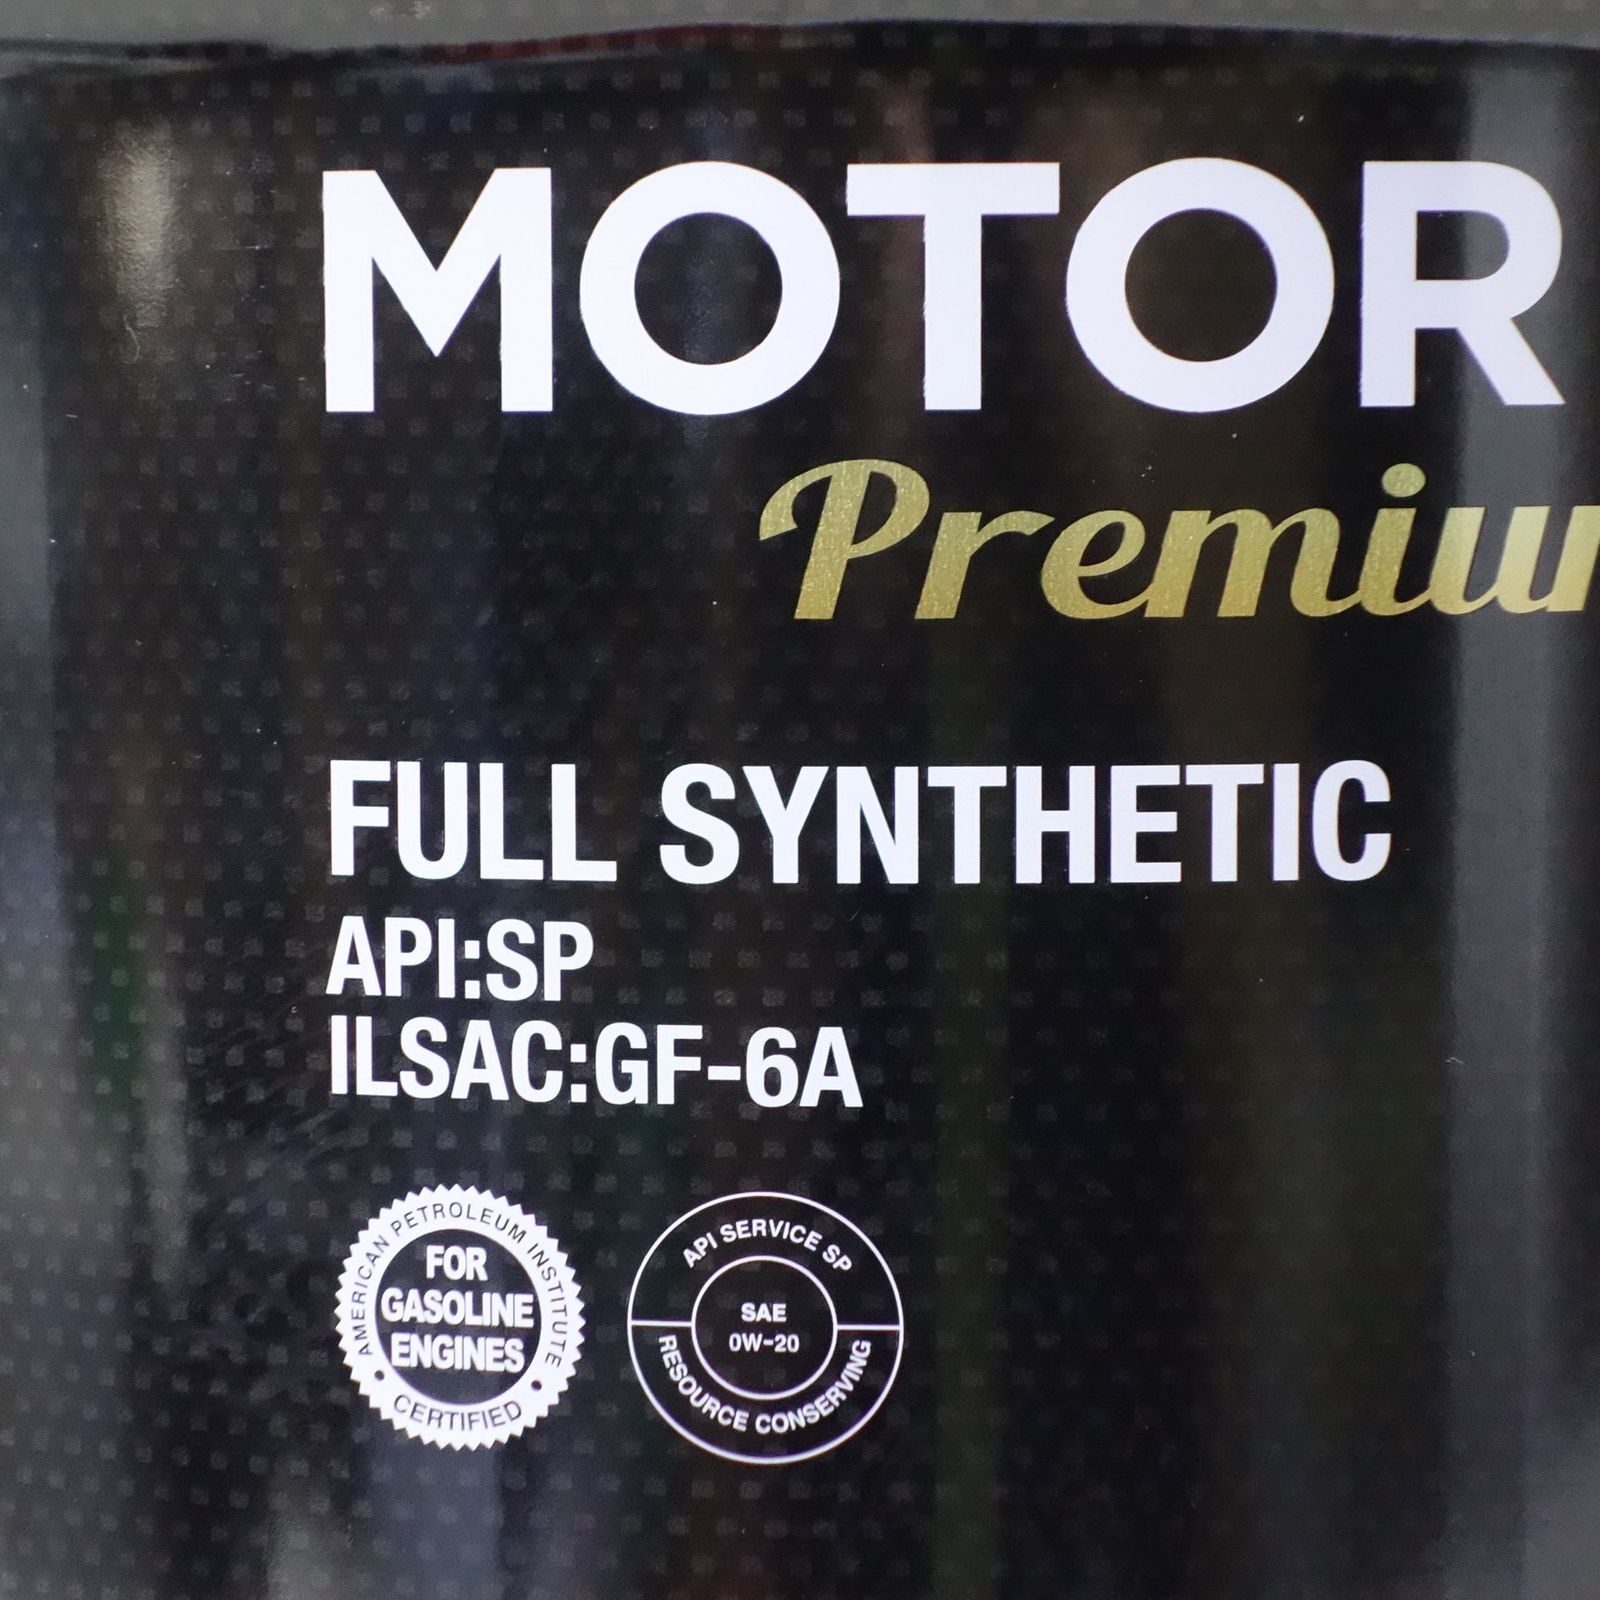 MOTOR
Premiu
FULL SYNTHETIC
API:SP
ILSAC:GF-6A
AMERICAN PETROLEUM INSTITUTE
FOR
GASOLINE
ENGINES
• CERTIFIED •
API SERVICE SP
SAE
0W-20
RESOURCE CONSERVING